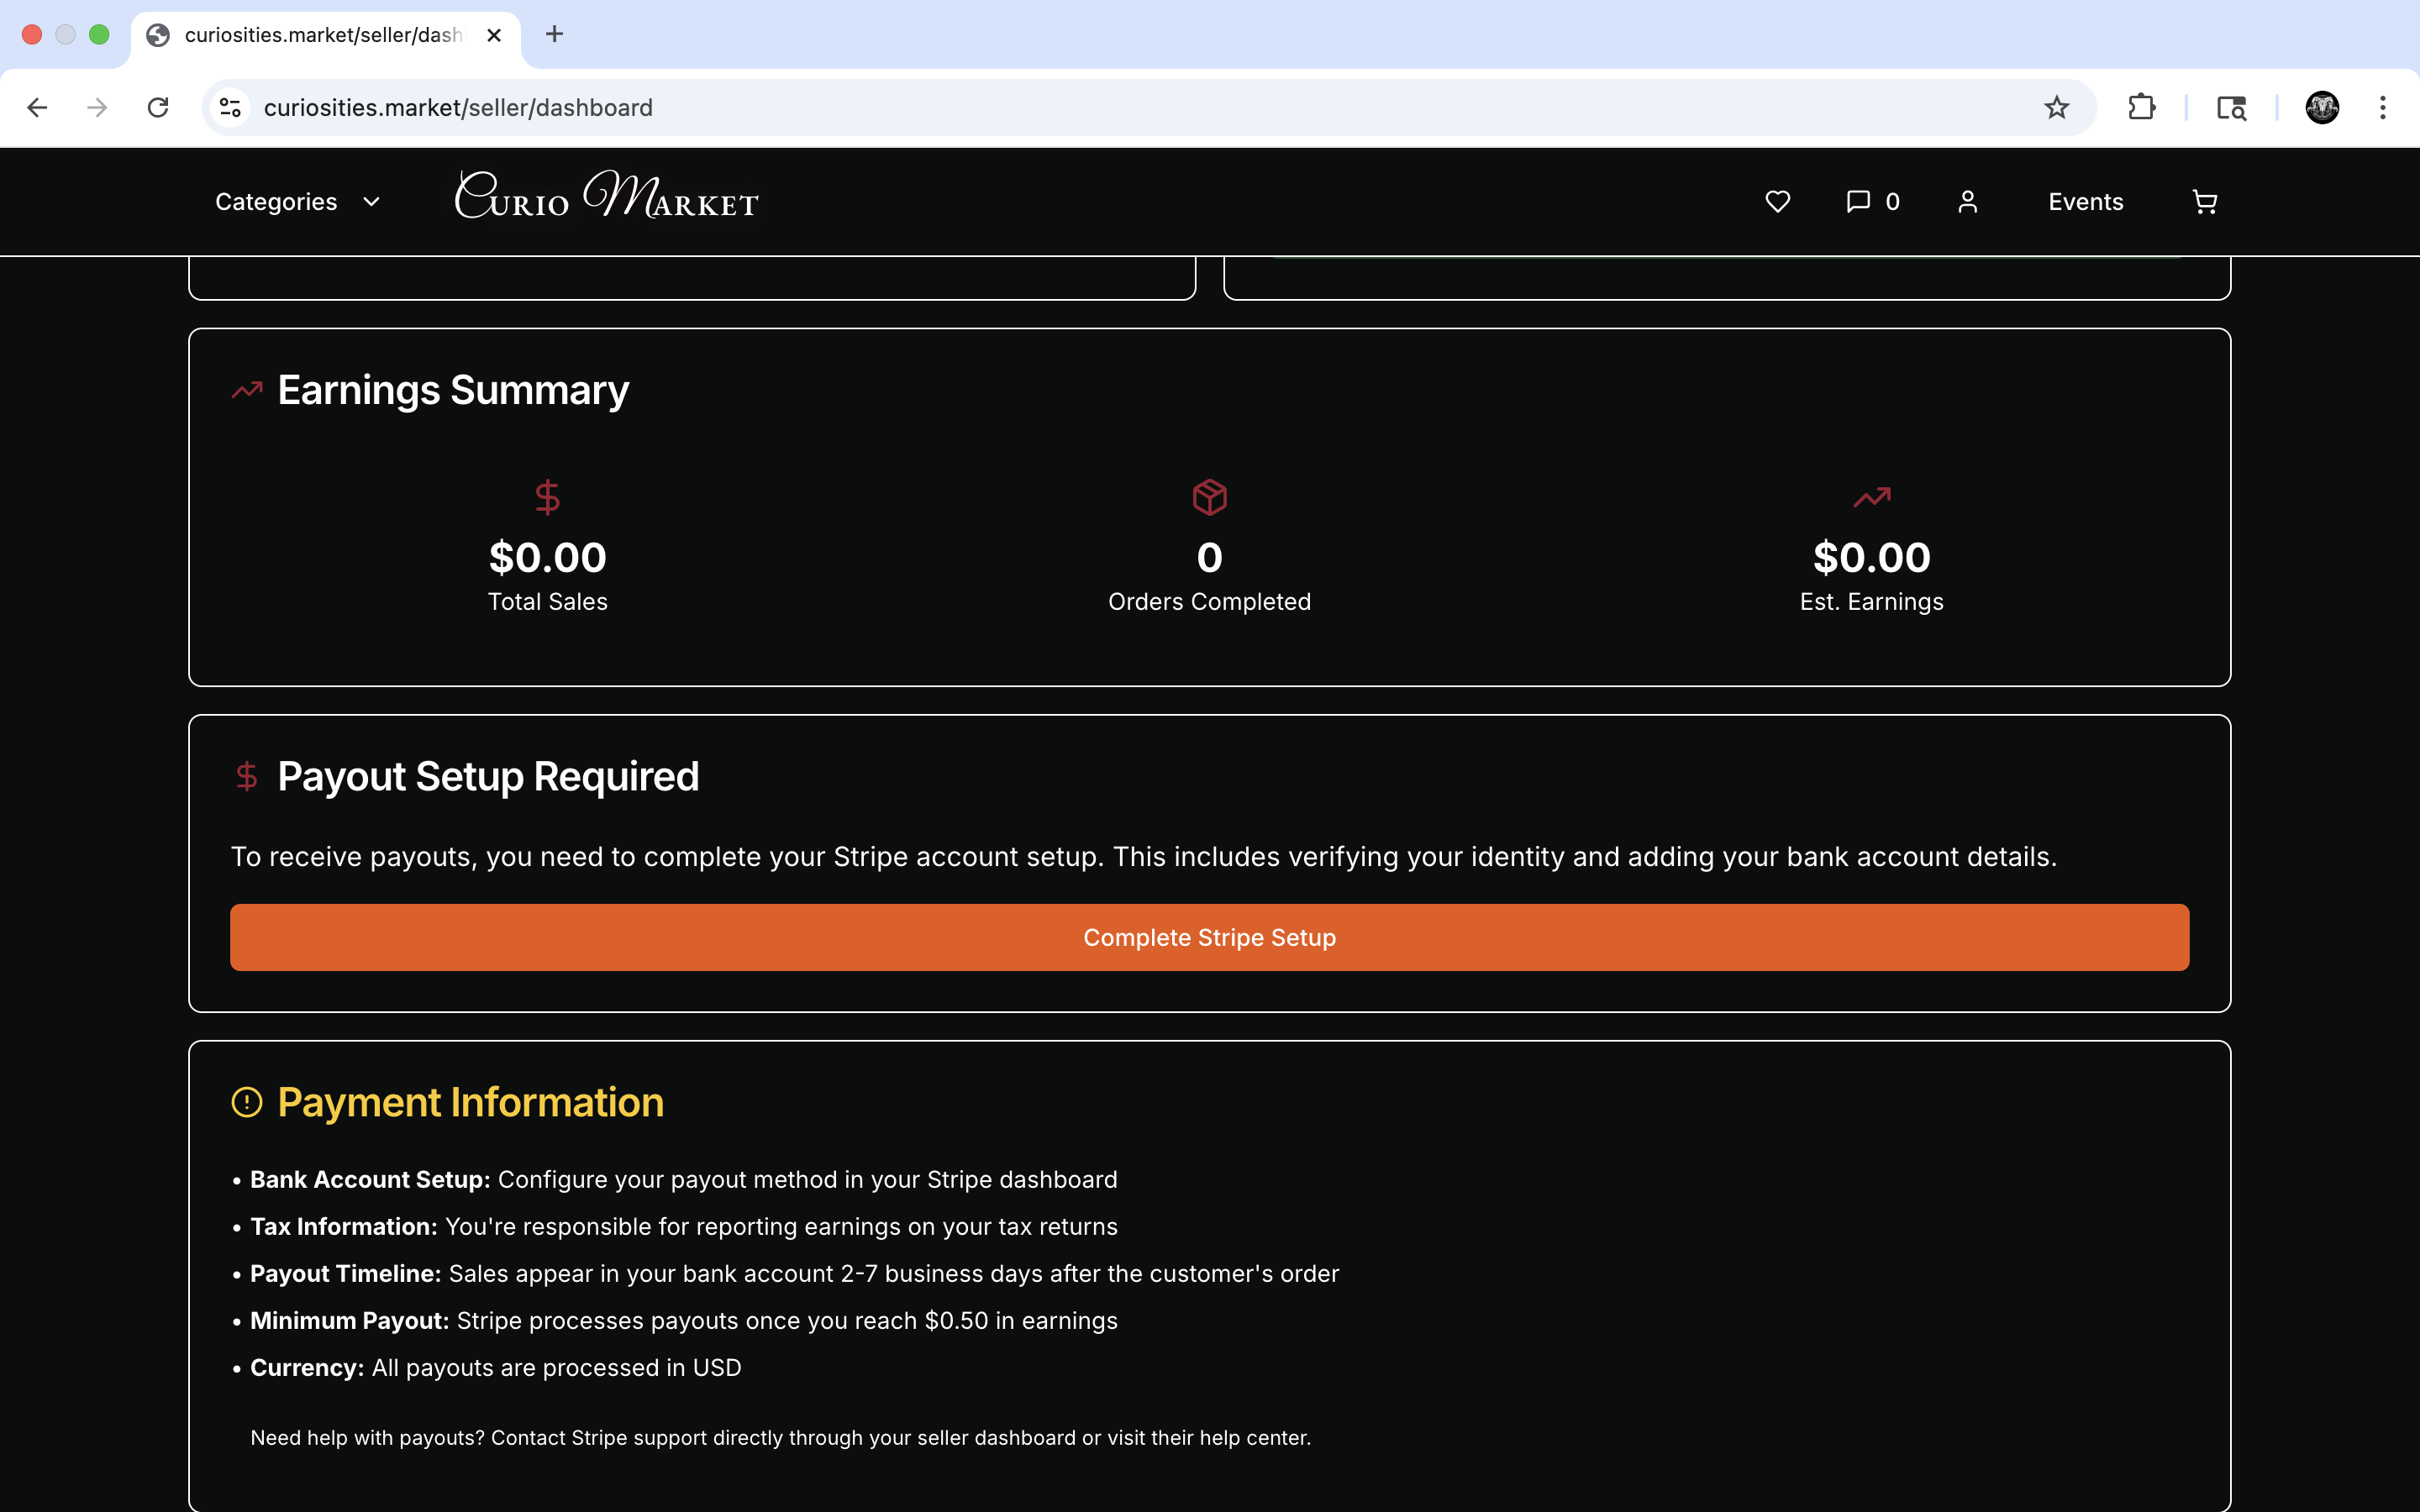 curiosities.market/seller/dash
curiosities.market/seller/dashboard
Categories
Curio Market
0
Events
Earnings Summary
$0.00
Total Sales
0
Orders Completed
$0.00
Est. Earnings
Payout Setup Required
To receive payouts, you need to complete your Stripe account setup. This includes verifying your identity and adding your bank account details.
Complete Stripe Setup
Payment Information
• Bank Account Setup: Configure your payout method in your Stripe dashboard
• Tax Information: You're responsible for reporting earnings on your tax returns
• Payout Timeline: Sales appear in your bank account 2-7 business days after the customer's order
• Minimum Payout: Stripe processes payouts once you reach $0.50 in earnings
• Currency: All payouts are processed in USD
Need help with payouts? Contact Stripe support directly through your seller dashboard or visit their help center.